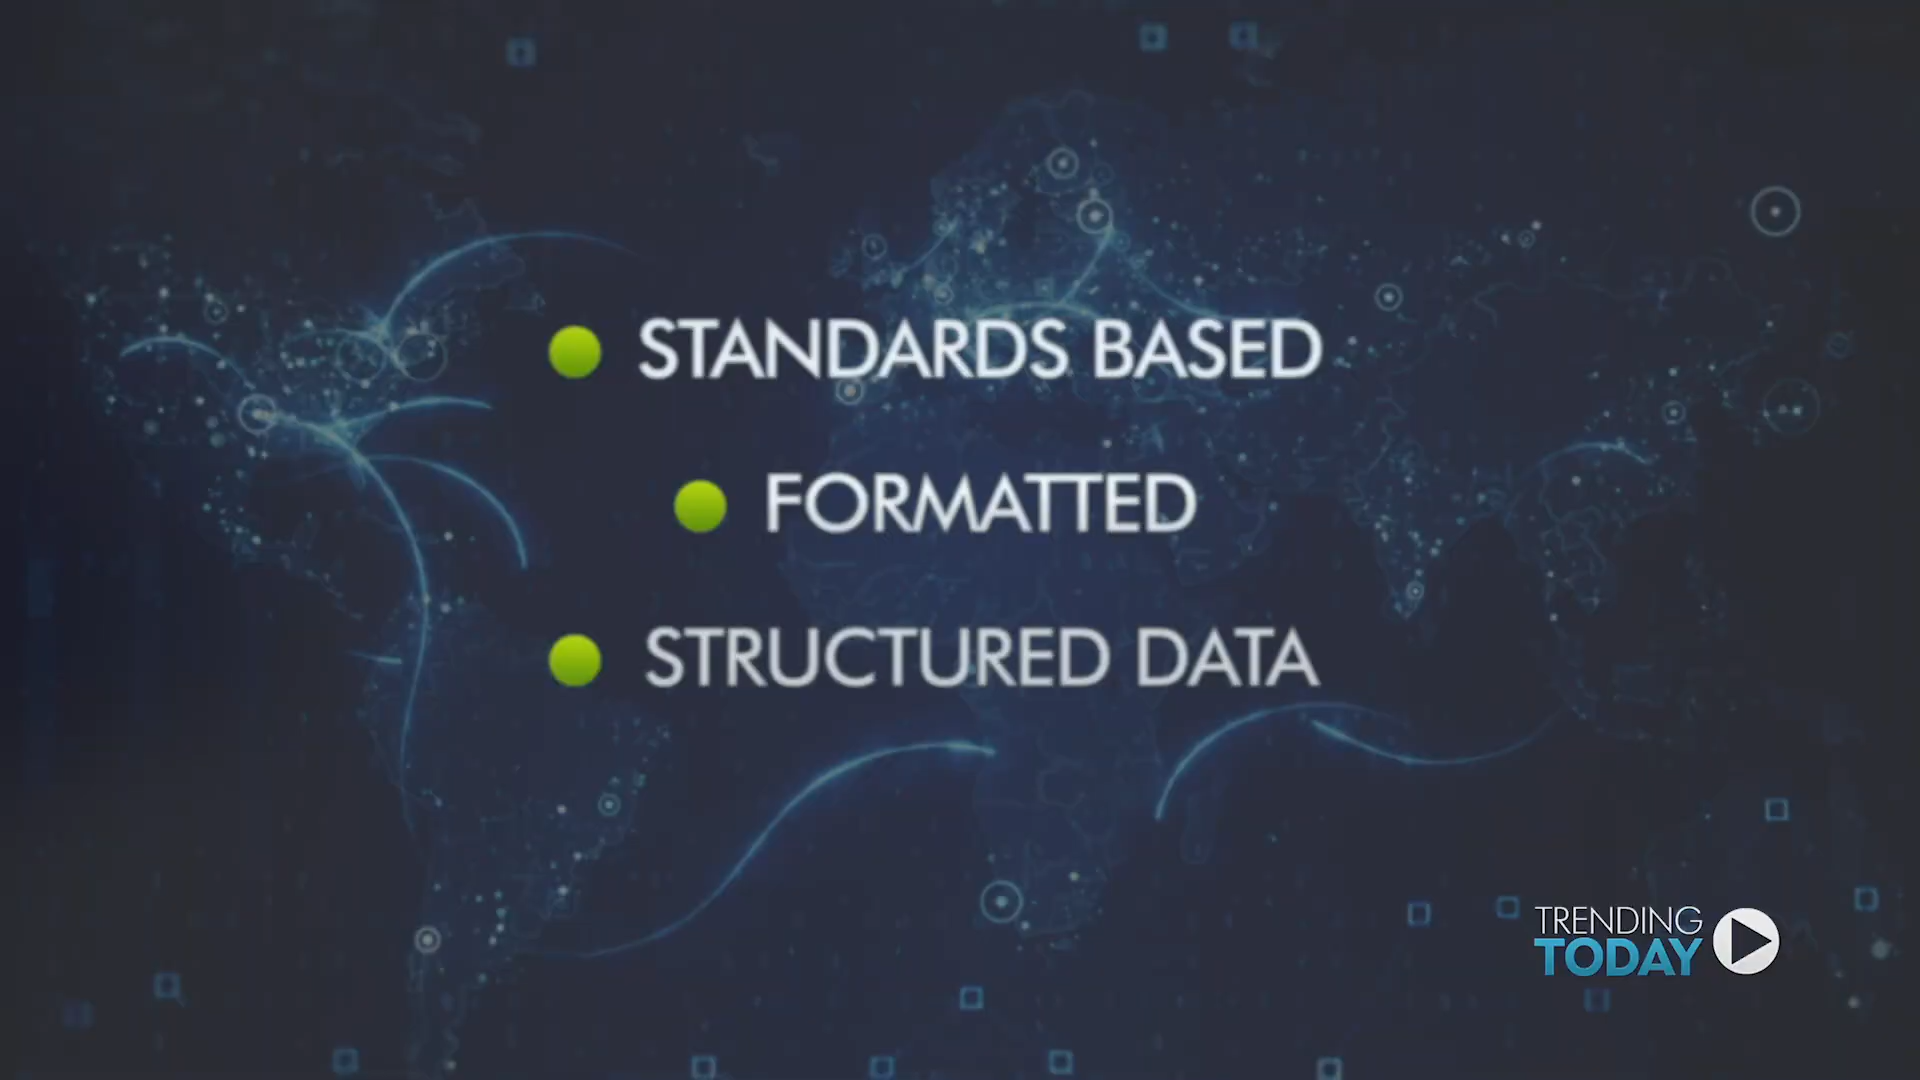 STANDARDS BASED
FORMATTED
STRUCTURED DATA
TRENDING
TODAY